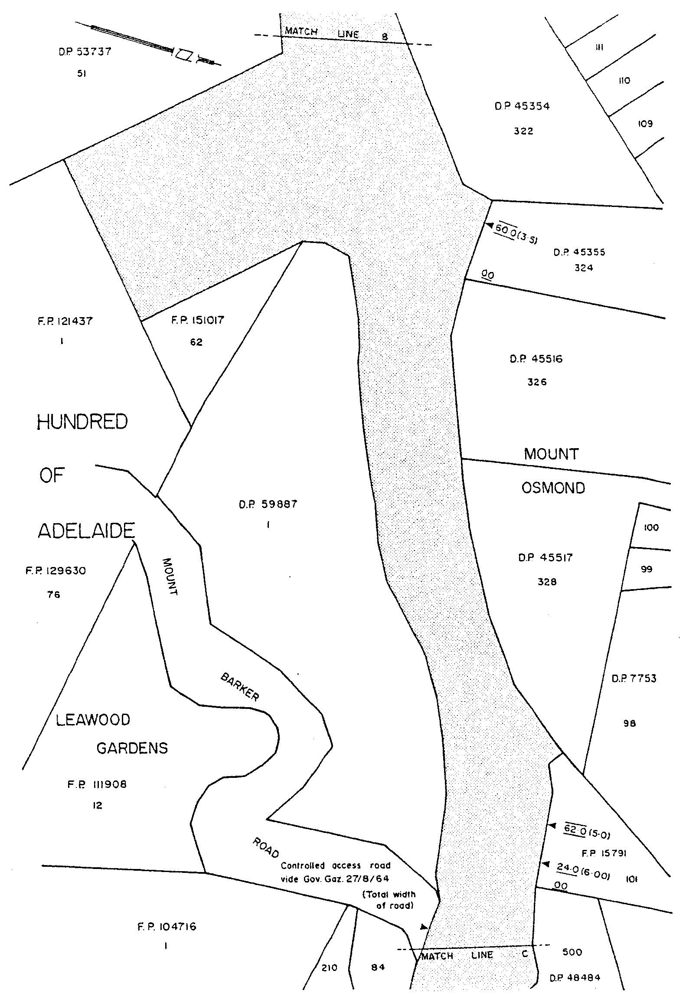 MATCH LINE B
D.P. 53737
51
111
110
109
D.P. 45354
322
60.0(3.5)
D.P. 45355
324
00
F.P. 121437
1
F.P. 151017
62
D.P. 45516
326
HUNDRED
OF
ADELAIDE
MOUNT
OSMOND
D.P. 59887
1
100
99
D.P. 45517
328
F.P. 129630
76
MOUNT
BARKER
ROAD
D.P. 7753
98
LEAWOOD
GARDENS
F.P. 111908
12
62.0(5.0)
F.P. 15791
24.0(6.00)
101
00
Controlled access road
vide Gov. Gaz. 27/8/64
(Total width
of road)
F.P. 104716
1
MATCH LINE C
210
84
500
D.P. 48484